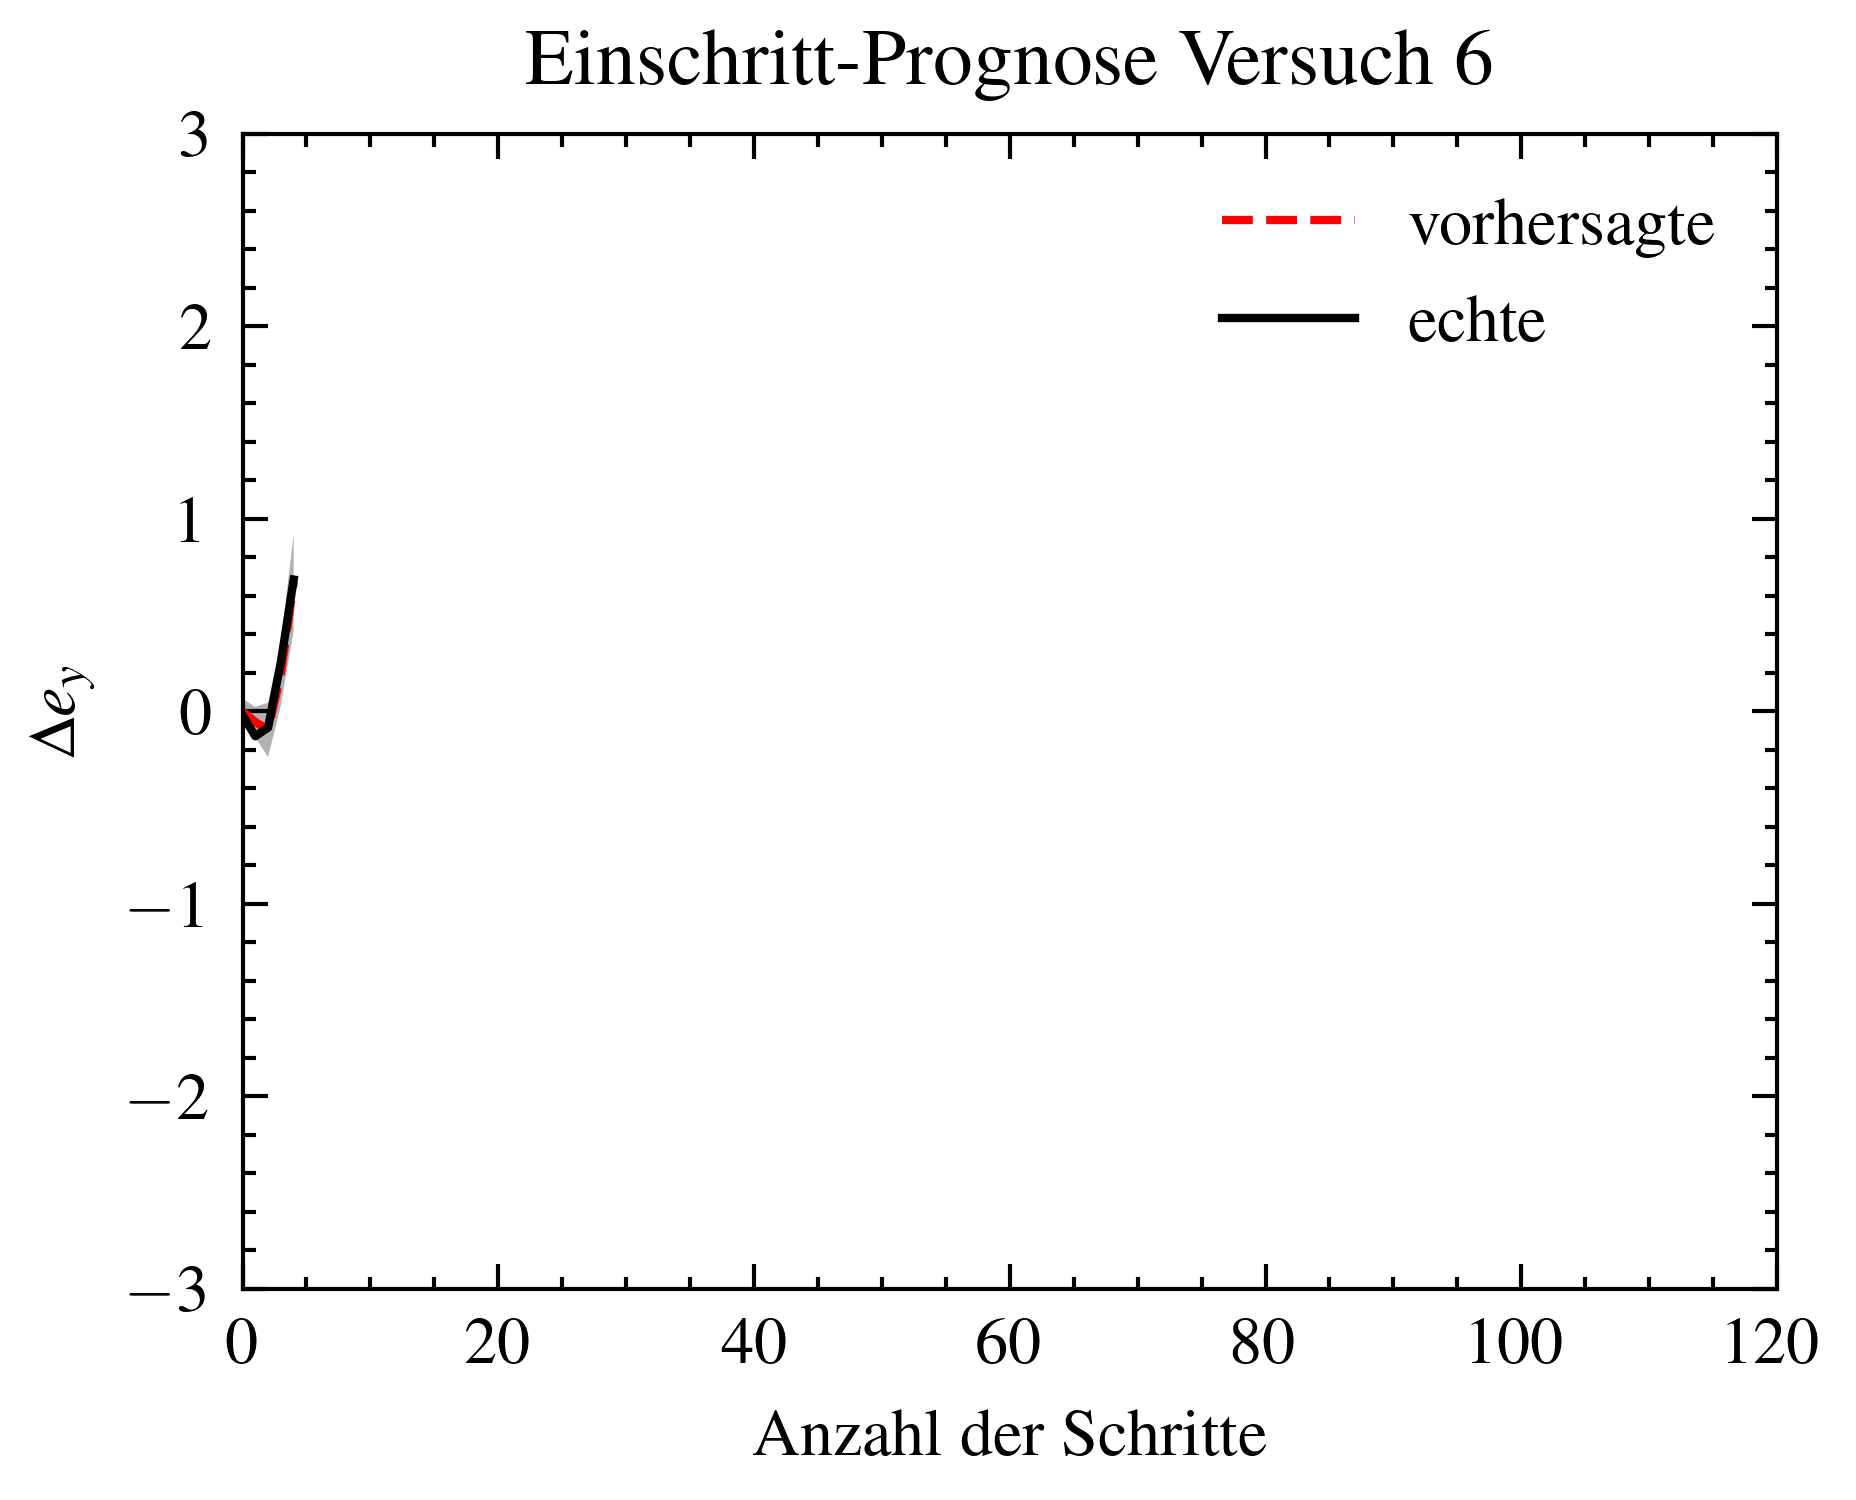 Einschritt-Prognose Versuch 6
3
2
1
0
−1
−2
−3
Δe_y
vorhersagte
echte
0 20 40 60 80 100 120
Anzahl der Schritte